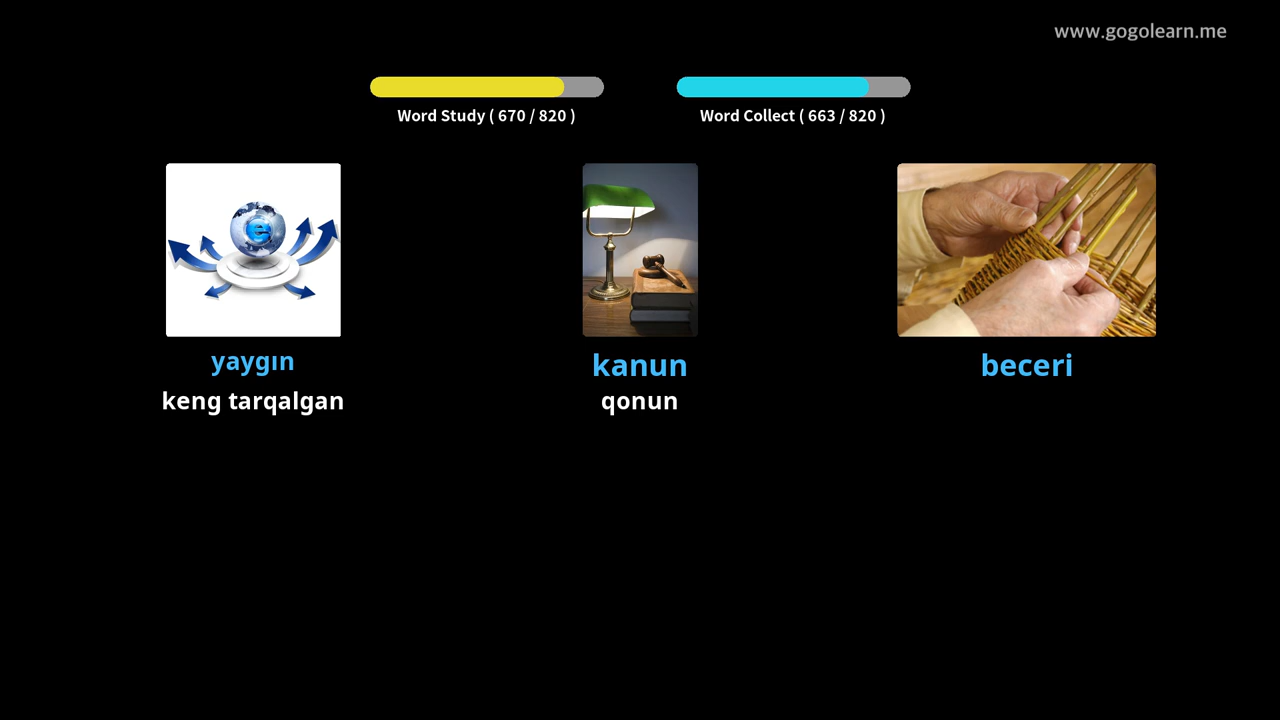 www.gogolearn.me
Word Study ( 670 / 820 )
Word Collect ( 663 / 820 )
e
yaygın
kanun
beceri
keng tarqalgan
qonun